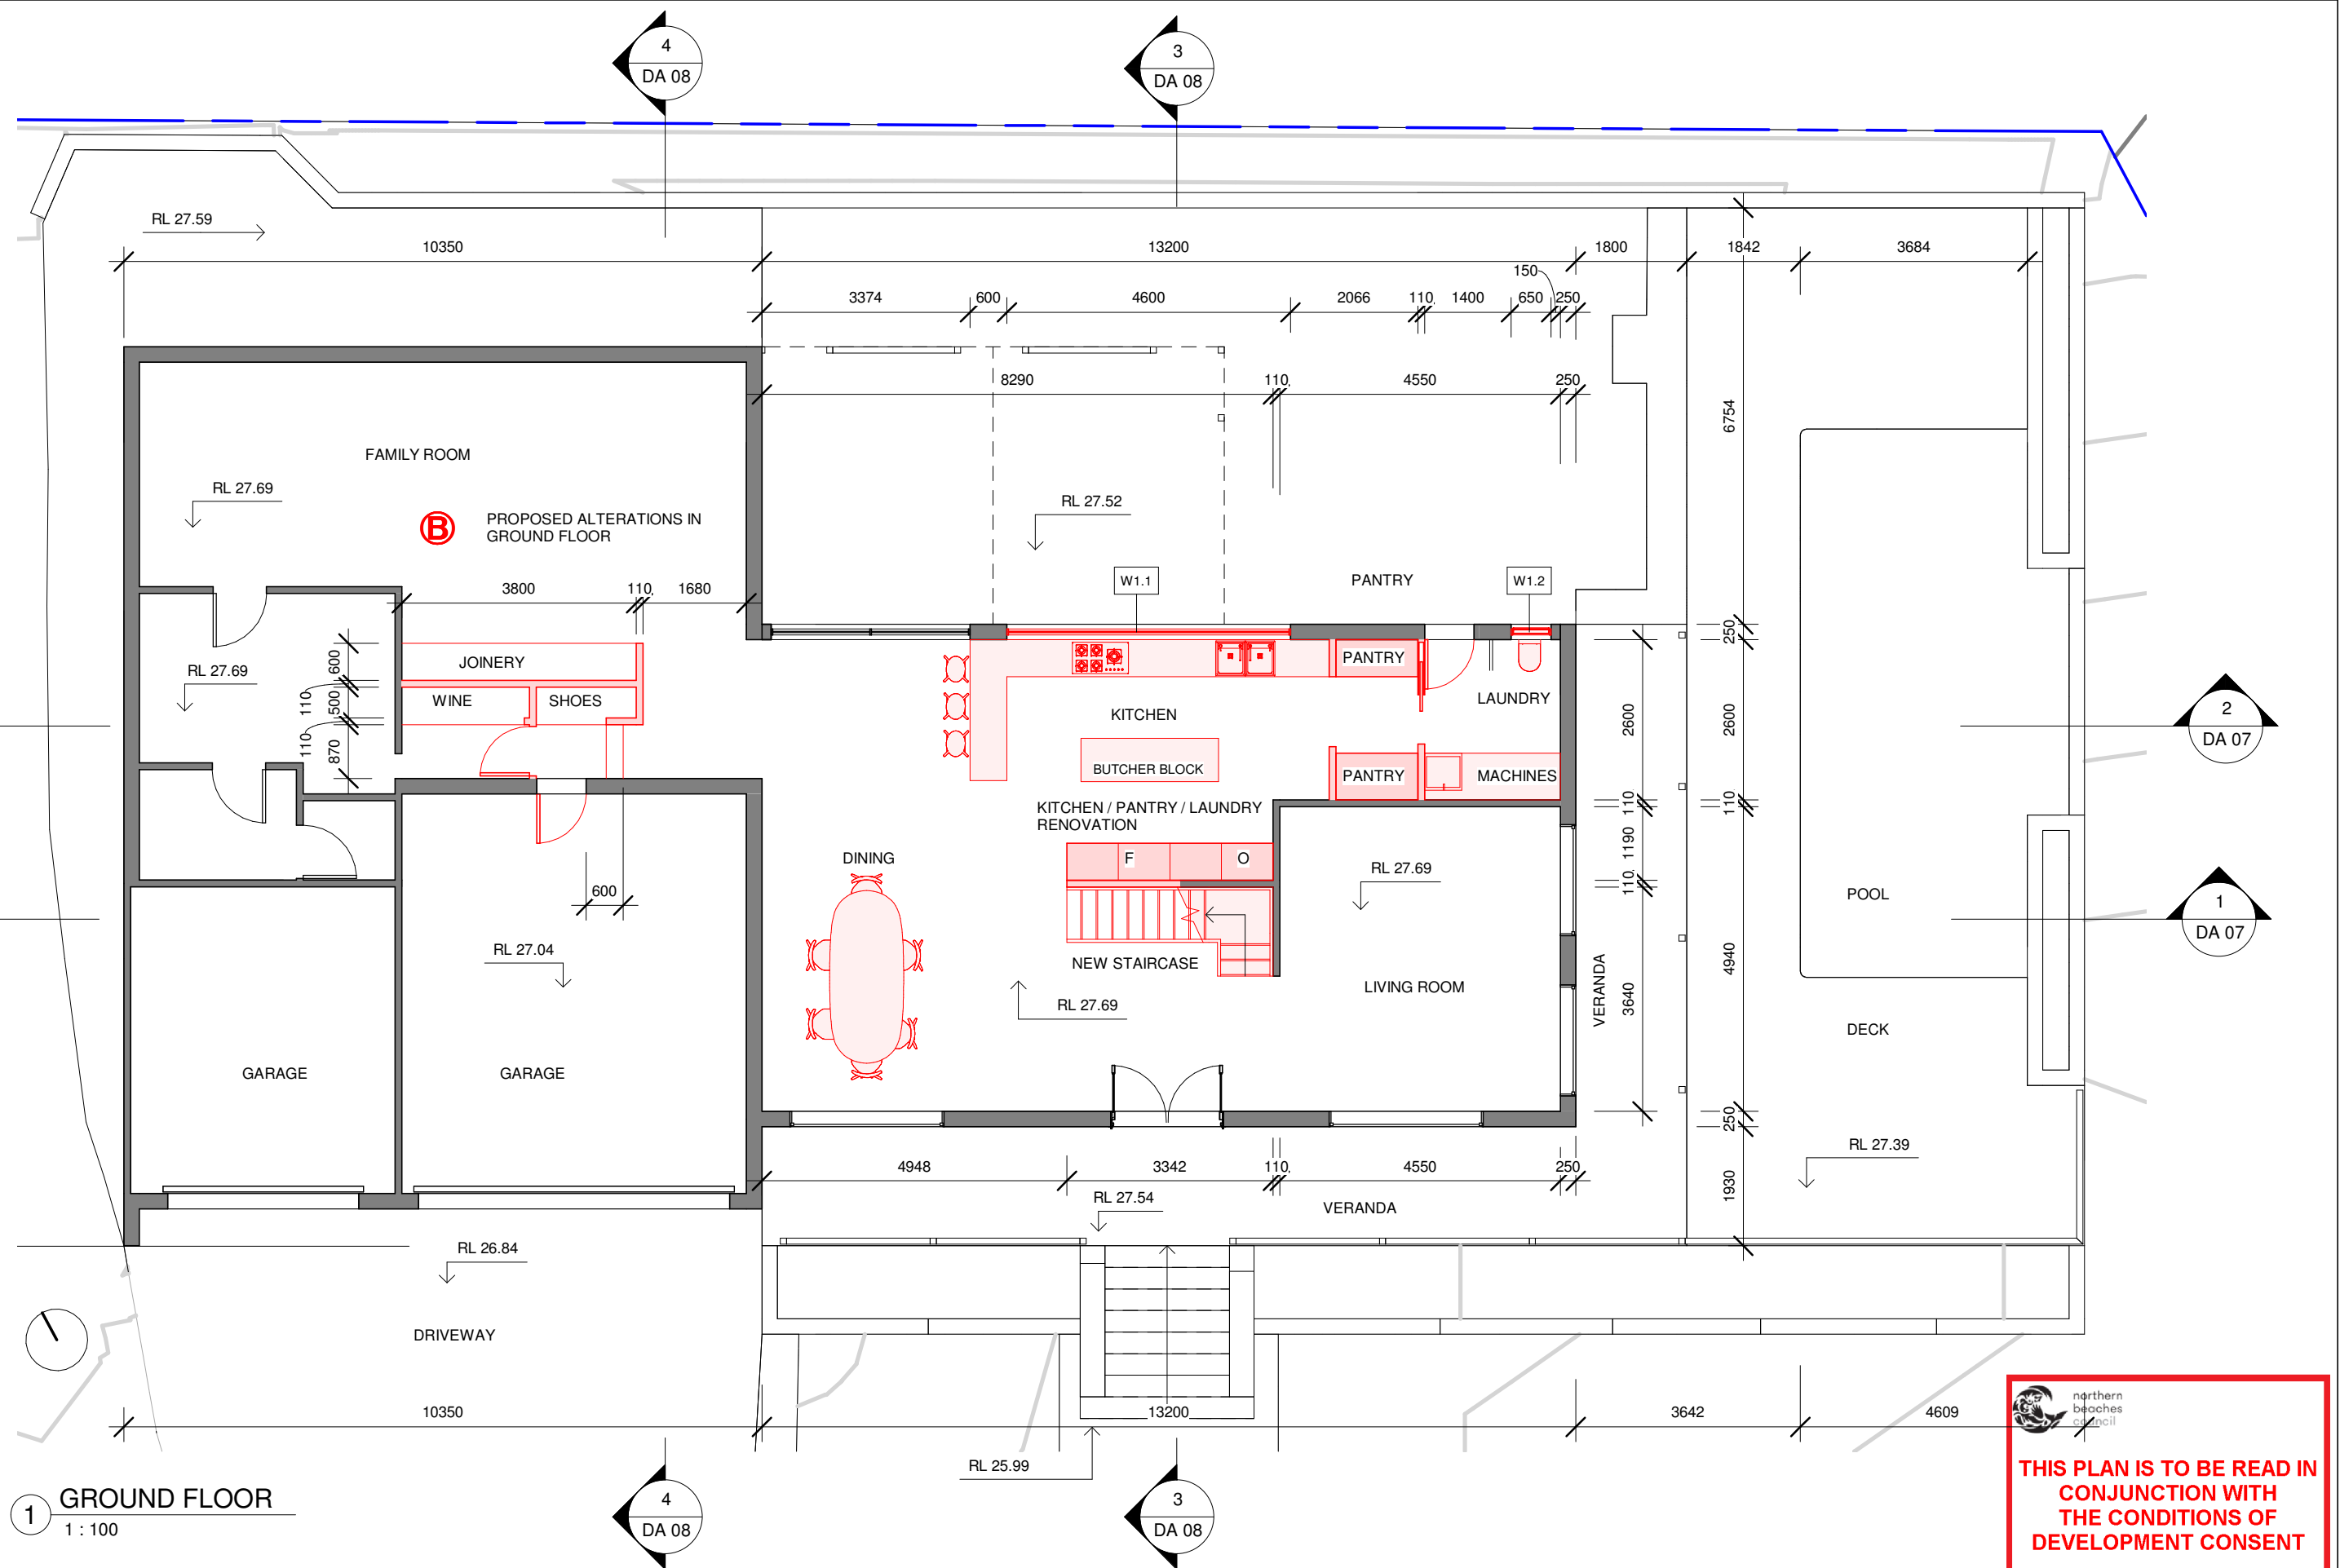 4
DA 08
3
DA 08
RL 27.59
10350
13200
1800
1842
3684
150
3374
600
4600
2066
110
1400
650
250
8290
110
4550
250
6754
FAMILY ROOM
RL 27.69
B
PROPOSED ALTERATIONS IN
GROUND FLOOR
RL 27.52
W1.1
PANTRY
W1.2
3800
110
1680
250
JOINERY
600
RL 27.69
WINE
SHOES
110
500
110
870
PANTRY
LAUNDRY
KITCHEN
2600
2600
2
DA 07
BUTCHER BLOCK
PANTRY
MACHINES
KITCHEN / PANTRY / LAUNDRY
RENOVATION
110
110
1190
DINING
F
O
RL 27.69
110
600
POOL
1
DA 07
RL 27.04
NEW STAIRCASE
4940
LIVING ROOM
VERANDA
3640
RL 27.69
DECK
GARAGE
GARAGE
250
RL 27.39
4948
3342
110
4550
250
1930
RL 27.54
VERANDA
RL 26.84
DRIVEWAY
10350
13200
3642
4609
RL 25.99
northern
beaches
council
THIS PLAN IS TO BE READ IN
CONJUNCTION WITH
THE CONDITIONS OF
DEVELOPMENT CONSENT
1
GROUND FLOOR
1 : 100
4
DA 08
3
DA 08